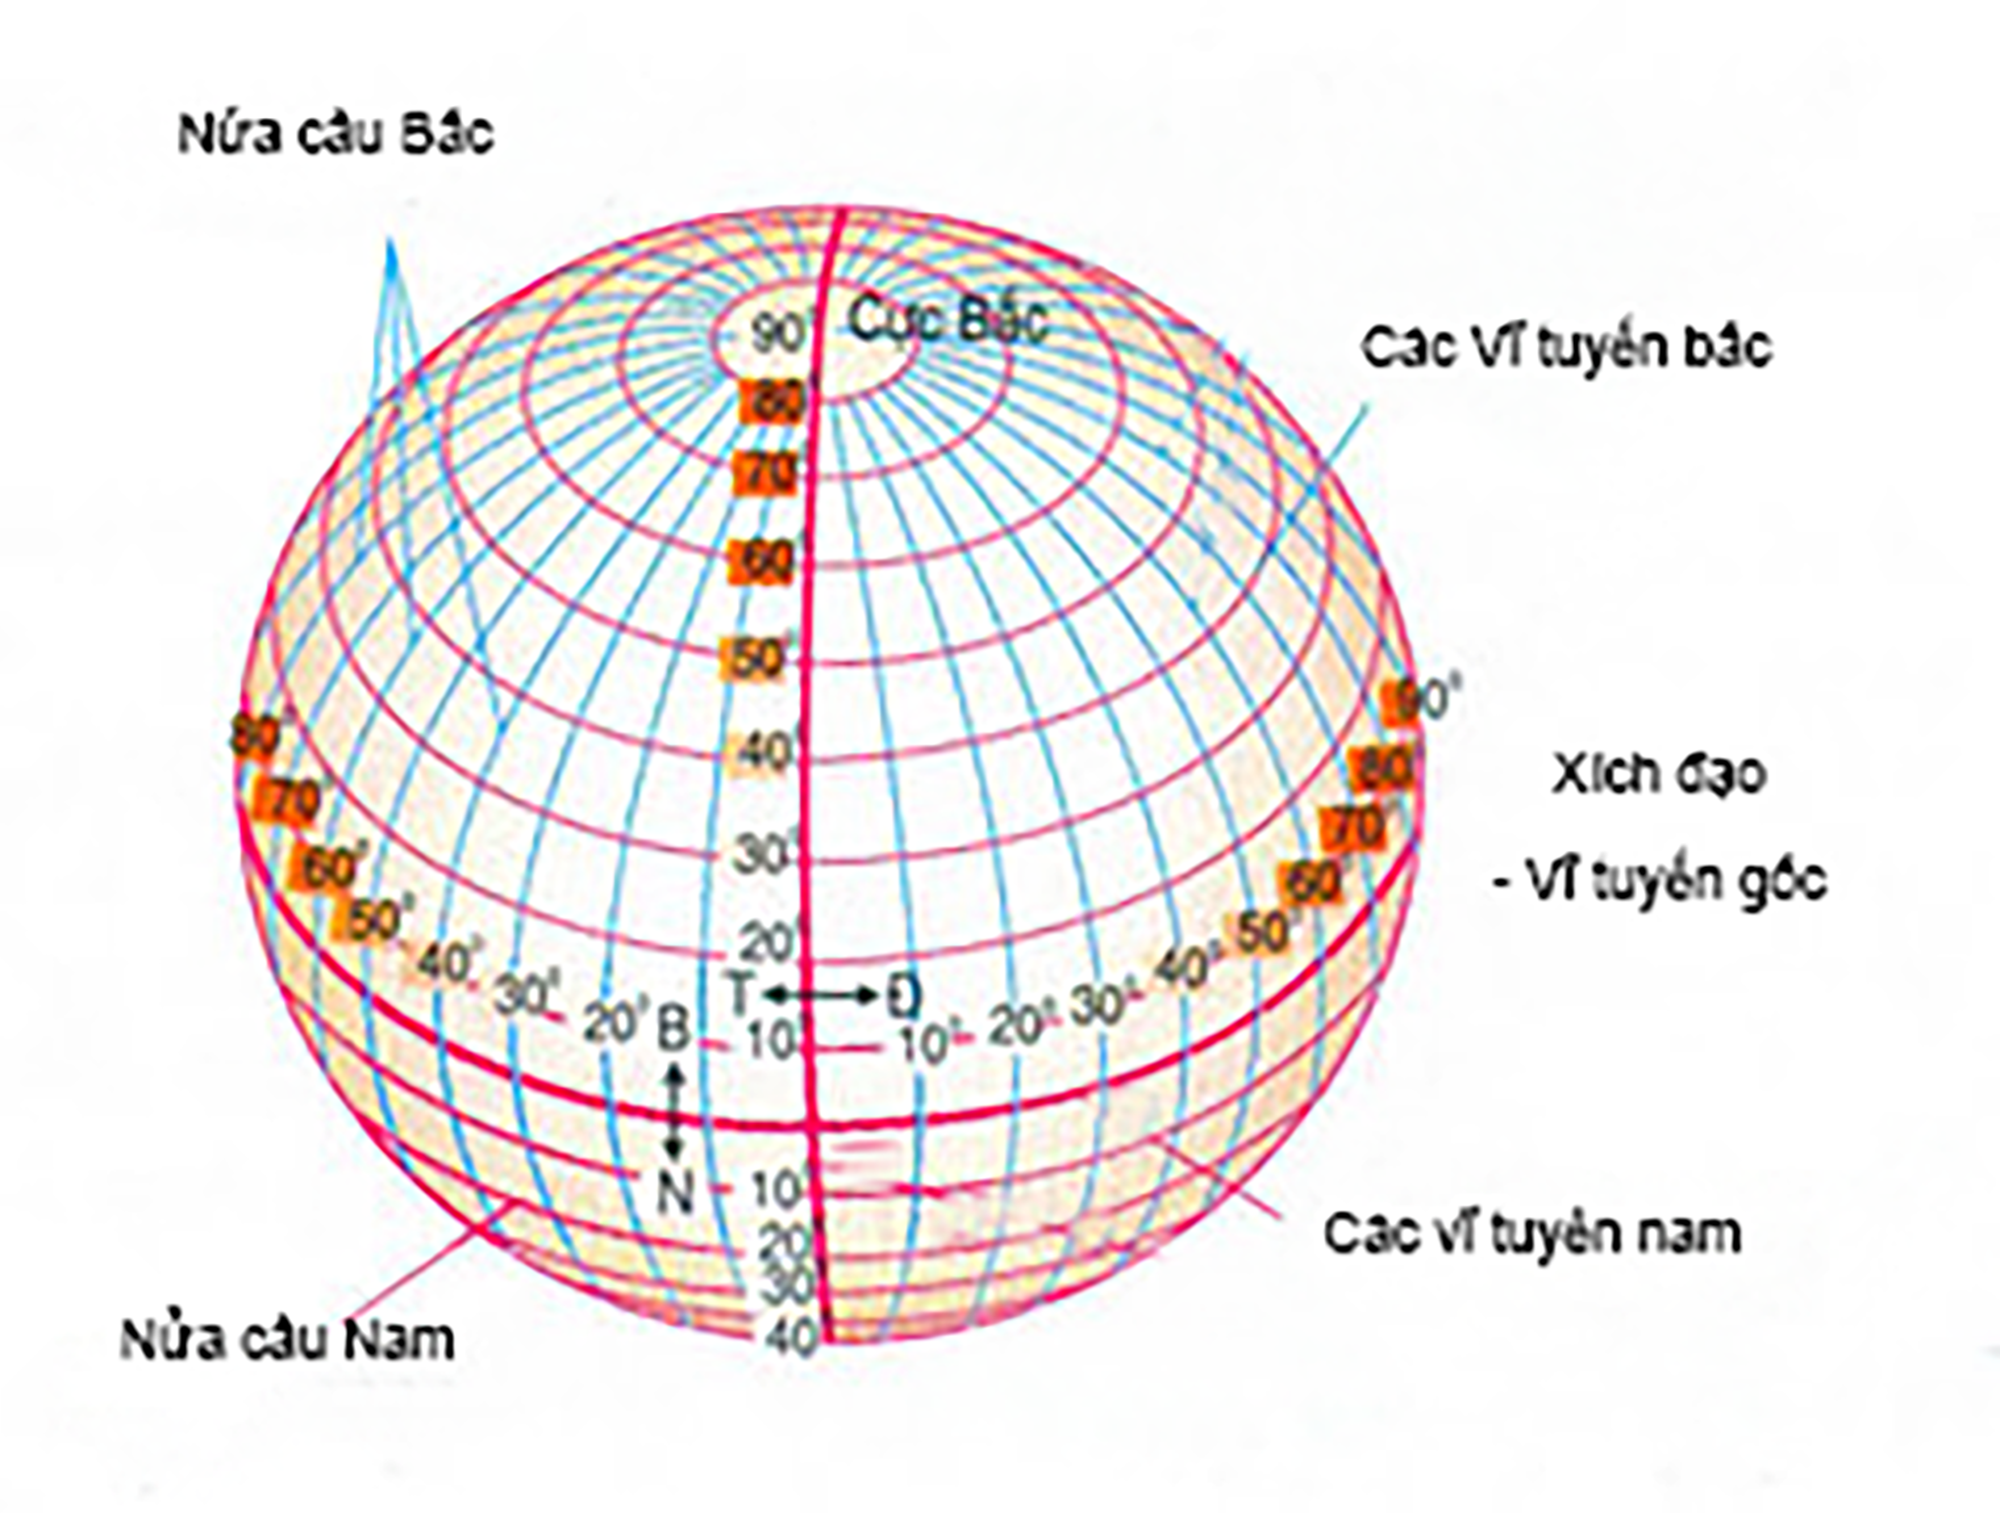 Nửa cầu Bắc
90° Cực Bắc
Các Vĩ tuyến bắc
80
70
60
50°
40
30
20
90°
80
70°
60°
50°
40°
30°
20°
10°
80°
70°
60°
50°
40°
30°
20°
Xích đạo
- Vĩ tuyến gốc
T Đ
B
10
N
10
20
30
40
Các vĩ tuyến nam
Nửa cầu Nam